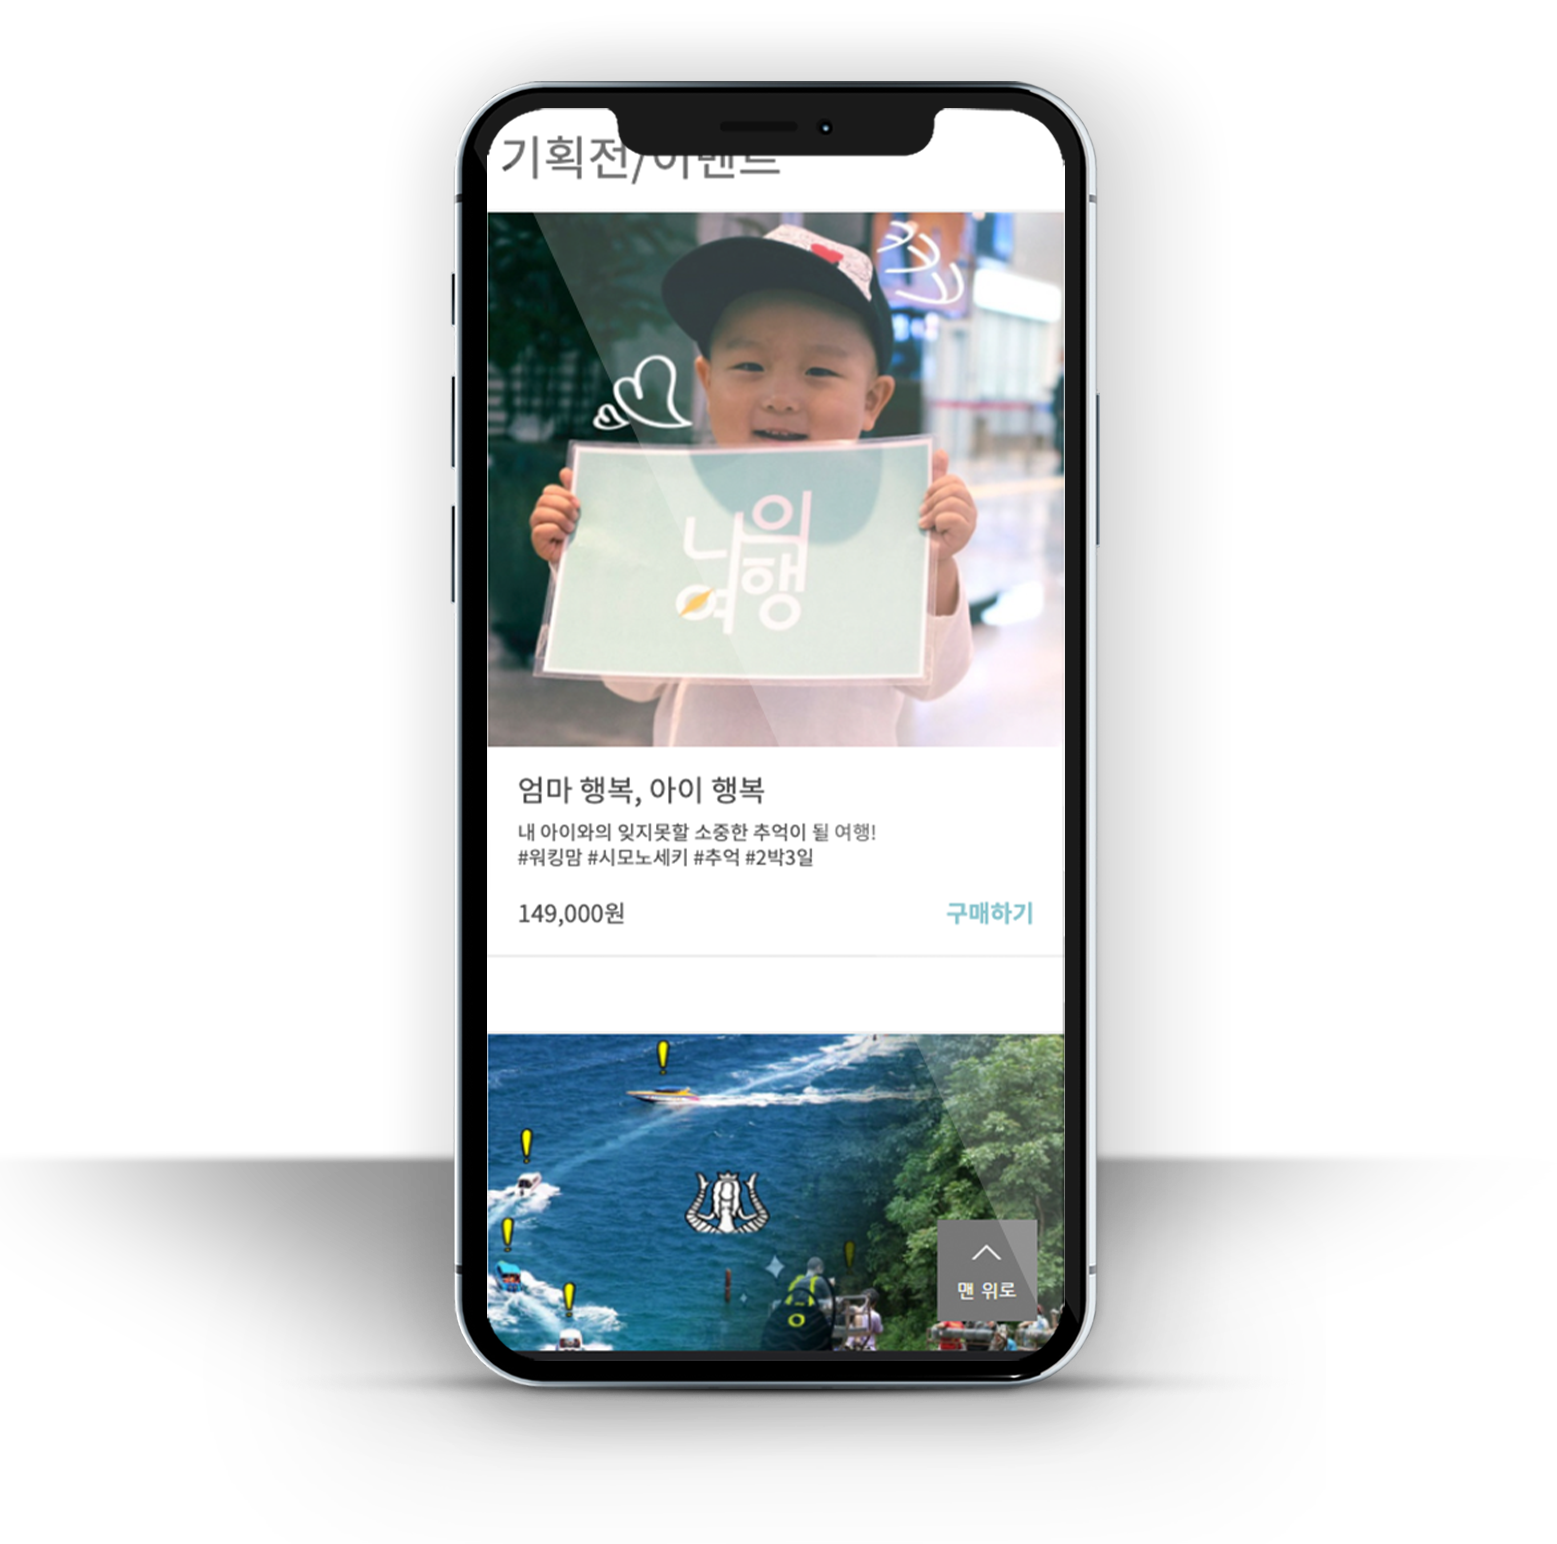 기획전/이벤트
나의
여행
엄마 행복, 아이 행복
내 아이와의 잊지못할 소중한 추억이 될 여행!
#워킹맘 #시모노세키 #추억 #2박3일
149,000원
구매하기
맨 위로